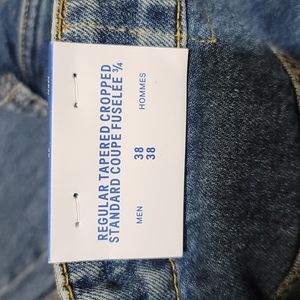 REGULAR TAPERED CROPPED
STANDARD COUPE FUSELEE ¾
MEN 38 HOMMES
38